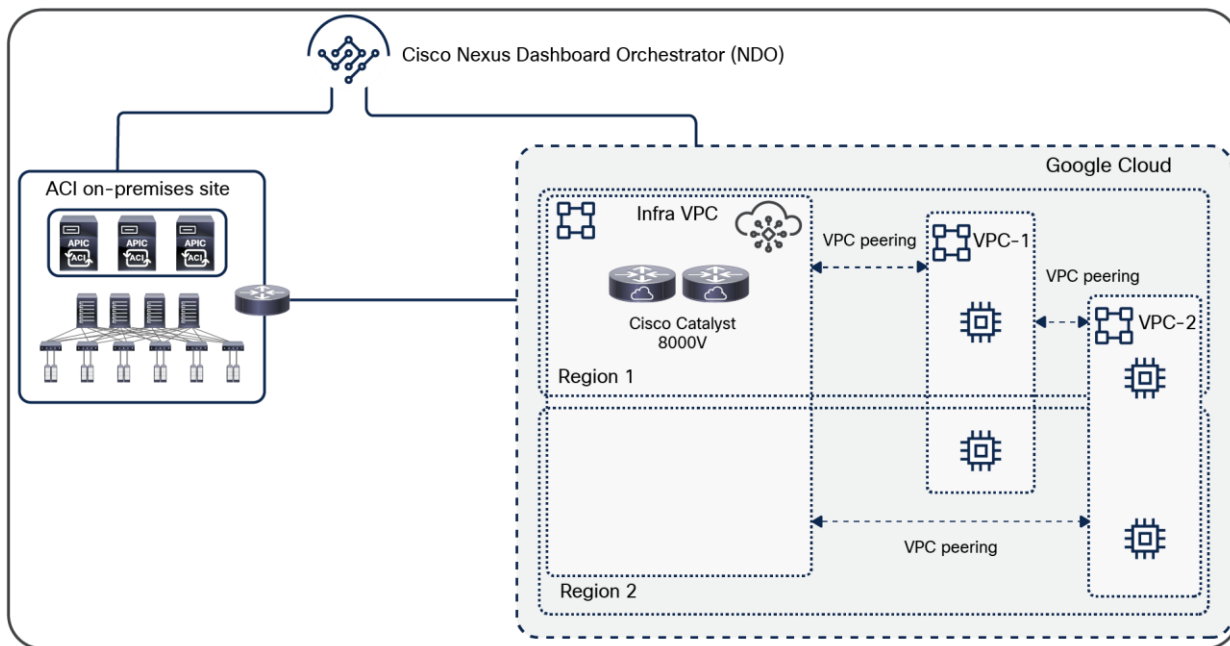 Cisco Nexus Dashboard Orchestrator (NDO)
ACI on-premises site
APIC
ACI
APIC
ACI
APIC
ACI
Google Cloud
Infra VPC
Cisco Catalyst
8000V
Region 1
VPC peering
VPC-1
VPC peering
VPC-2
VPC peering
Region 2